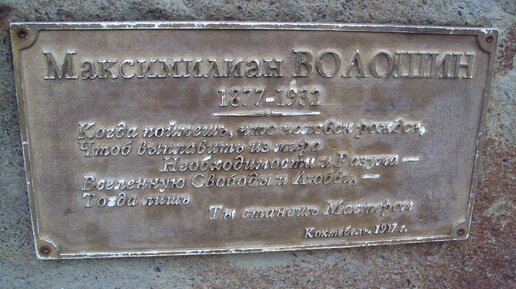 Максимилиан ВОЛОШИН
1877-1932
Когда поймешь, что человек рожден,
Чтоб выплавить из мира
Необходимости и Разума –
Вселенную Свободы и Любви, –
Тогда лишь
Ты станешь Мастером
Коктебель. 1917 г.